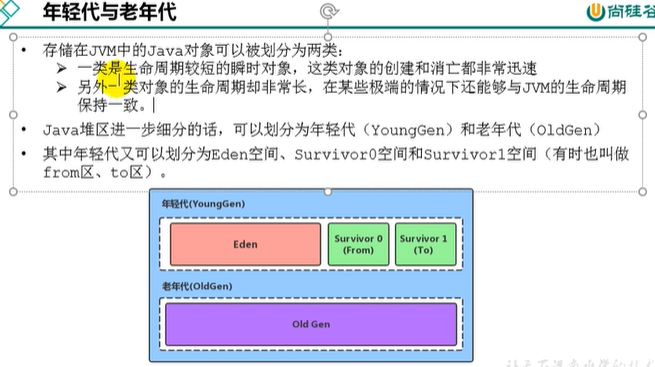 年轻代与老年代
尚硅谷
存储在JVM中的Java对象可以被划分为两类:
一类是生命周期较短的瞬时对象，这类对象的创建和消亡都非常迅速
另外一类对象的生命周期却非常长，在某些极端的情况下还能够与JVM的生命周期
保持一致。
Java堆区进一步细分的话，可以划分为年轻代（YoungGen）和老年代（OldGen）
其中年轻代又可以划分为Eden空间、Survivor0空间和Survivor1空间（有时也叫做
from区、to区）。
年轻代(YoungGen)
Eden
Survivor 0
(From)
Survivor 1
(To)
老年代(OldGen)
Old Gen